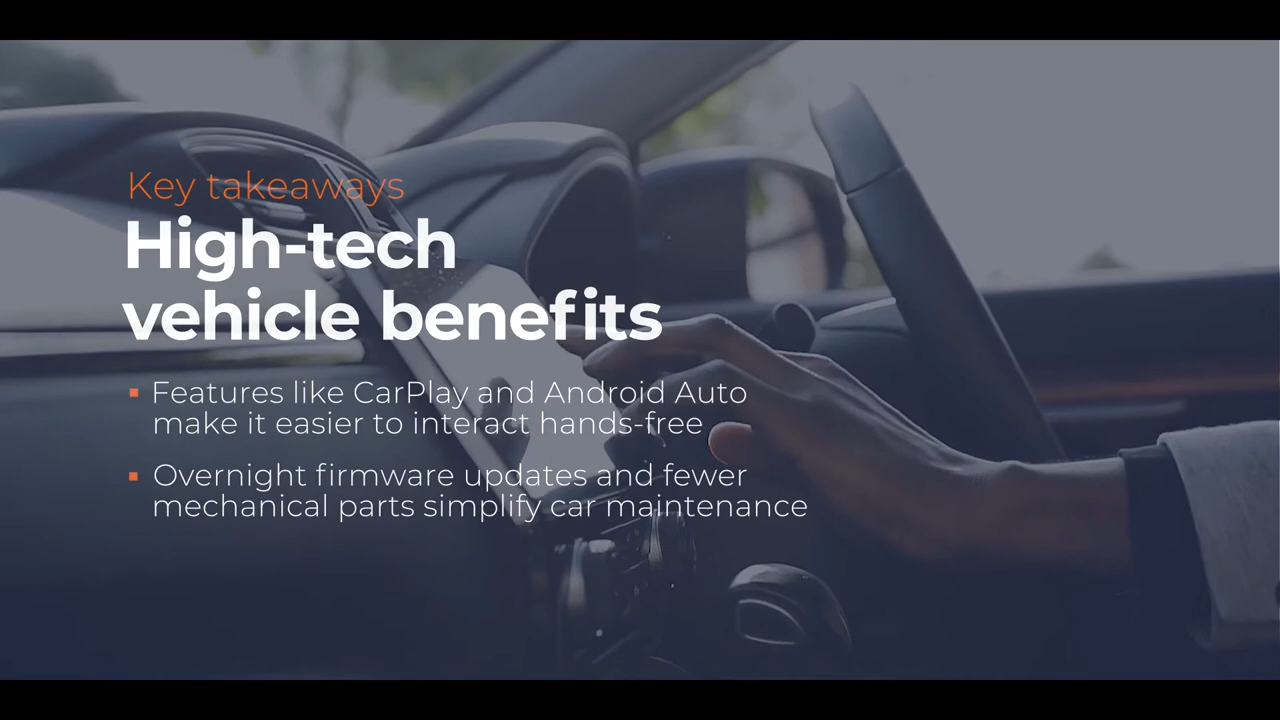 Key takeaways
High-tech
vehicle benefits
▪ Features like CarPlay and Android Auto
make it easier to interact hands-free
▪ Overnight firmware updates and fewer
mechanical parts simplify car maintenance